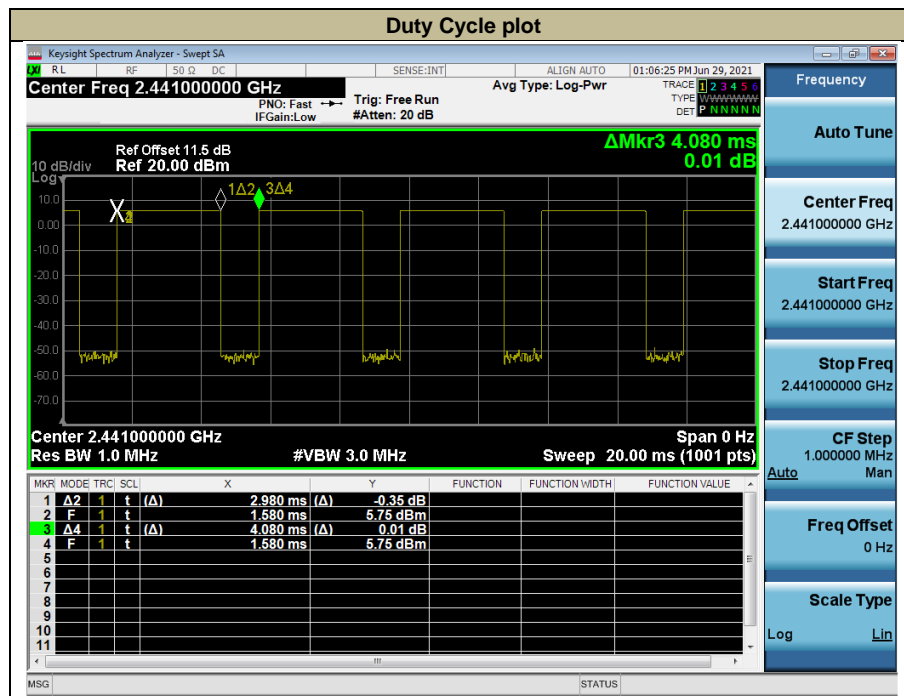 Duty Cycle plot
Keysight Spectrum Analyzer - Swept SA
LXI RL RF 50 Ω DC SENSE:INT ALIGN AUTO 01:06:25 PM Jun 29, 2021
Center Freq 2.441000000 GHz
PNO: Fast
IFGain:Low
Trig: Free Run
#Atten: 20 dB
Avg Type: Log-Pwr
TRACE 1 2 3 4 5 6
TYPE WWWWWW
DET P N N N N N
ΔMkr3 4.080 ms
0.01 dB
Ref Offset 11.5 dB
10 dB/div Ref 20.00 dBm
Log
10.0
0.00
-10.0
-20.0
-30.0
-40.0
-50.0
-60.0
-70.0
1Δ2 3Δ4
Center 2.441000000 GHz Span 0 Hz
Res BW 1.0 MHz #VBW 3.0 MHz Sweep 20.00 ms (1001 pts)
MKR MODE TRC SCL X Y FUNCTION FUNCTION WIDTH FUNCTION VALUE
1 Δ2 1 t (Δ) 2.980 ms (Δ) -0.35 dB
2 F 1 t 1.580 ms 5.75 dBm
3 Δ4 1 t (Δ) 4.080 ms (Δ) 0.01 dB
4 F 1 t 1.580 ms 5.75 dBm
5
6
7
8
9
10
11
MSG STATUS
Frequency
Auto Tune
Center Freq
2.441000000 GHz
Start Freq
2.441000000 GHz
Stop Freq
2.441000000 GHz
CF Step
1.000000 MHz
Auto Man
Freq Offset
0 Hz
Scale Type
Log Lin